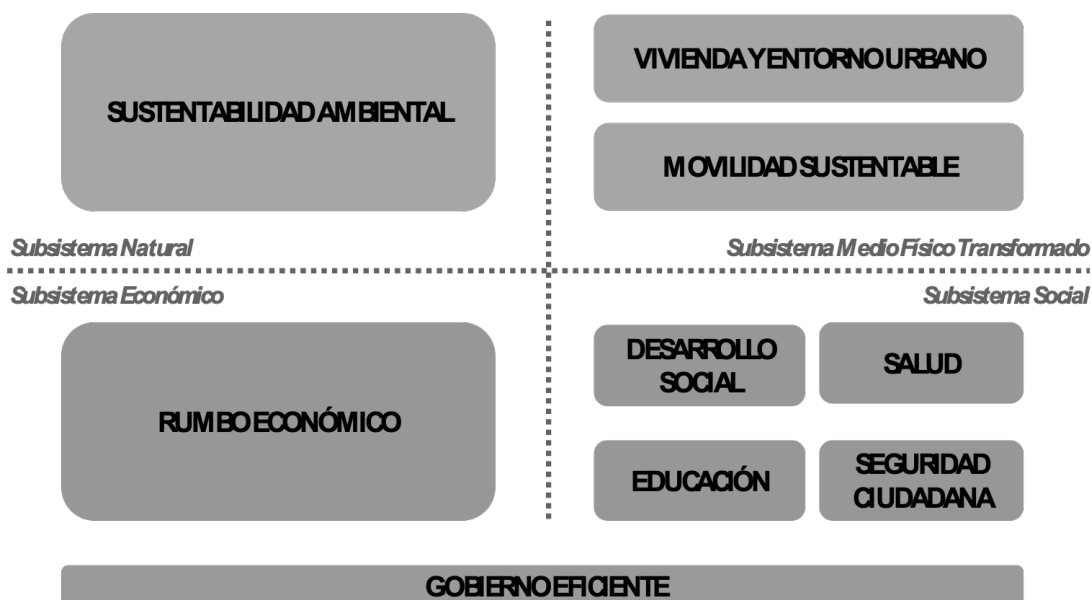 SUSTENTABILIDAD AMBIENTAL
VIVIENDA Y ENTORNO URBANO
MOVILIDAD SUSTENTABLE
Subsistema Natural
Subsistema Medio Físico Transformado
Subsistema Económico
Subsistema Social
RUMBO ECONÓMICO
DESARROLLO
SOCIAL
SALUD
EDUCACIÓN
SEGURIDAD
CIUDADANA
GOBIERNO EFICIENTE